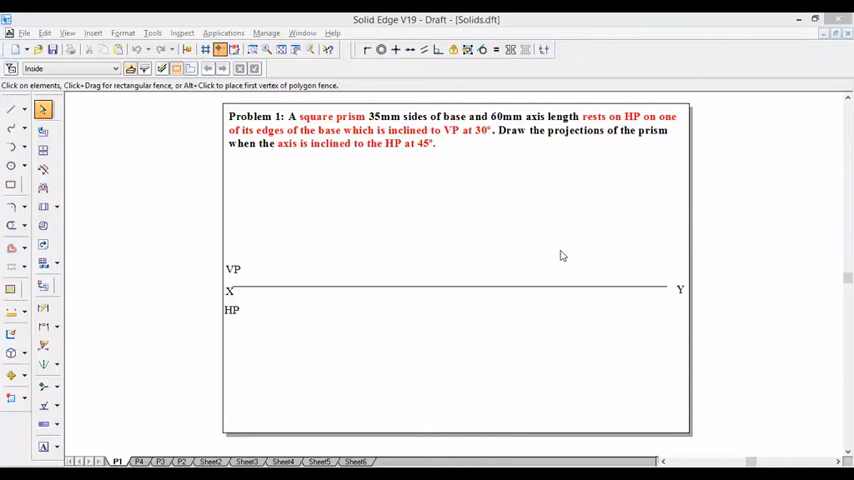 Solid Edge V19 - Draft - [Solids.dft]
File Edit View Insert Format Tools Inspect Applications Manage Window Help
Inside
Click on elements, Click+Drag for rectangular fence, or Alt+Click to place first vertex of polygon fence.
Problem 1: A square prism 35mm sides of base and 60mm axis length rests on HP on one
of its edges of the base which is inclined to VP at 30°. Draw the projections of the prism
when the axis is inclined to the HP at 45°.
VP
X Y
HP
A
P1 P4 P3 P2 Sheet2 Sheet3 Sheet4 Sheet5 Sheet6